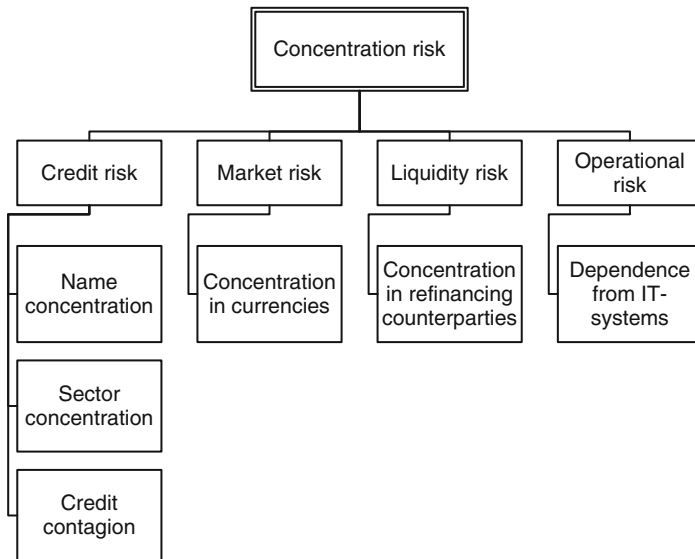 Concentration risk
Credit risk
Market risk
Liquidity risk
Operational
risk
Name
concentration
Concentration
in currencies
Concentration
in refinancing
counterparties
Dependence
from IT-
systems
Sector
concentration
Credit
contagion